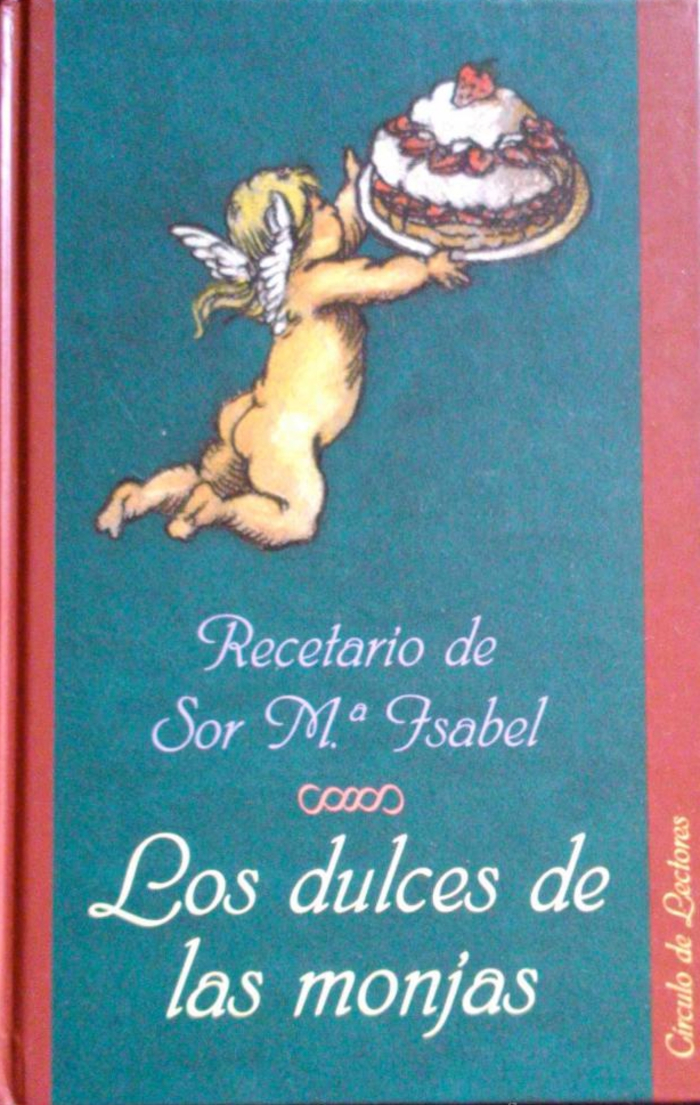 Recetario de
Sor M.ª Isabel
Los dulces de
las monjas
Círculo de Lectores